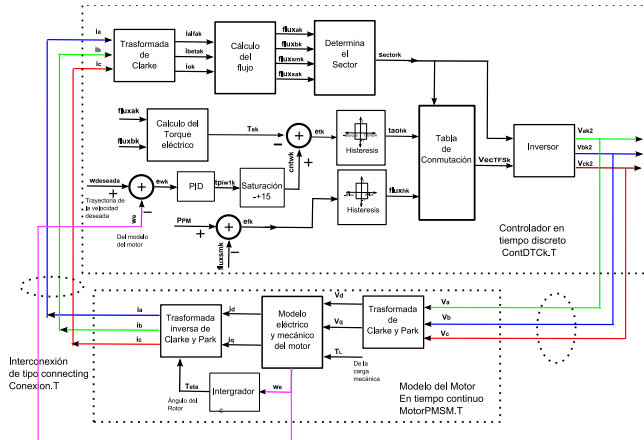 ia
ib
ic
Trasformada
de
Clarke
ialfak
ibetak
iok
Cálculo
del
flujo
fluxak
fluxbk
fluxsmk
fluxsak
Determina
el
Sector
sectork
fluxak
fluxbk
Calculo del
Torque
eléctrico
Tek
etk
cntwk
Histeresis
taohk
Tabla
de
Conmutación
VecTFSk
Inversor
Vak2
Vbk2
Vck2
wdeseada
Trayectoria de
la velocidad
deseada
ewk
we
PID
tpiw1k
Saturación
-+15
Del modelo
del motor
PPM
fluxsmk
efk
Histeresis
fluxhk
Controlador en
tiempo discreto
ContDTCk.T
ia
ib
ic
Trasformada
inversa de
Clarke y Park
id
iq
Modelo
eléctrico
y mecánico
del motor
Vd
Vq
TL
De la
carga
mecánica
Trasformada
de
Clarke y Park
Va
Vb
Vc
Interconexión
de tipo connecting
Conexion.T
Teta
Ángulo del
Rotor
Intergrador
c
we
Modelo del Motor
En tiempo continuo
MotorPMSM.T